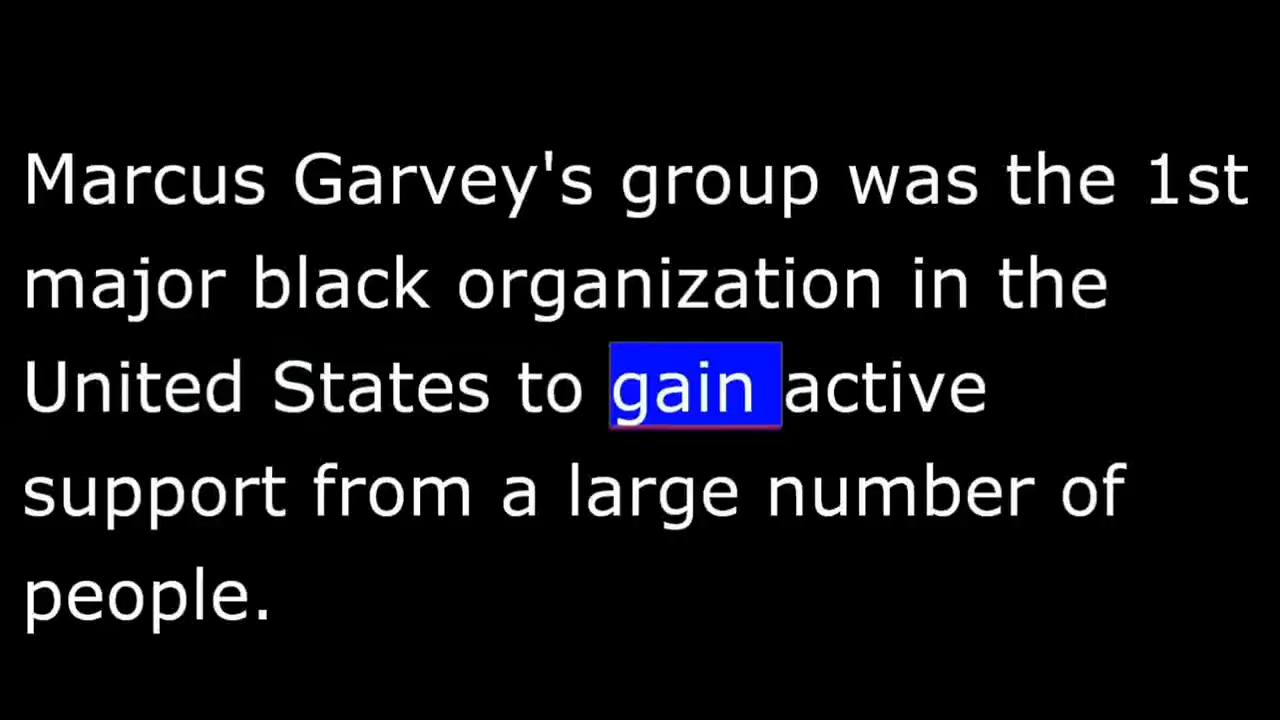 Marcus Garvey's group was the 1st
major black organization in the
United States to gain active
support from a large number of
people.